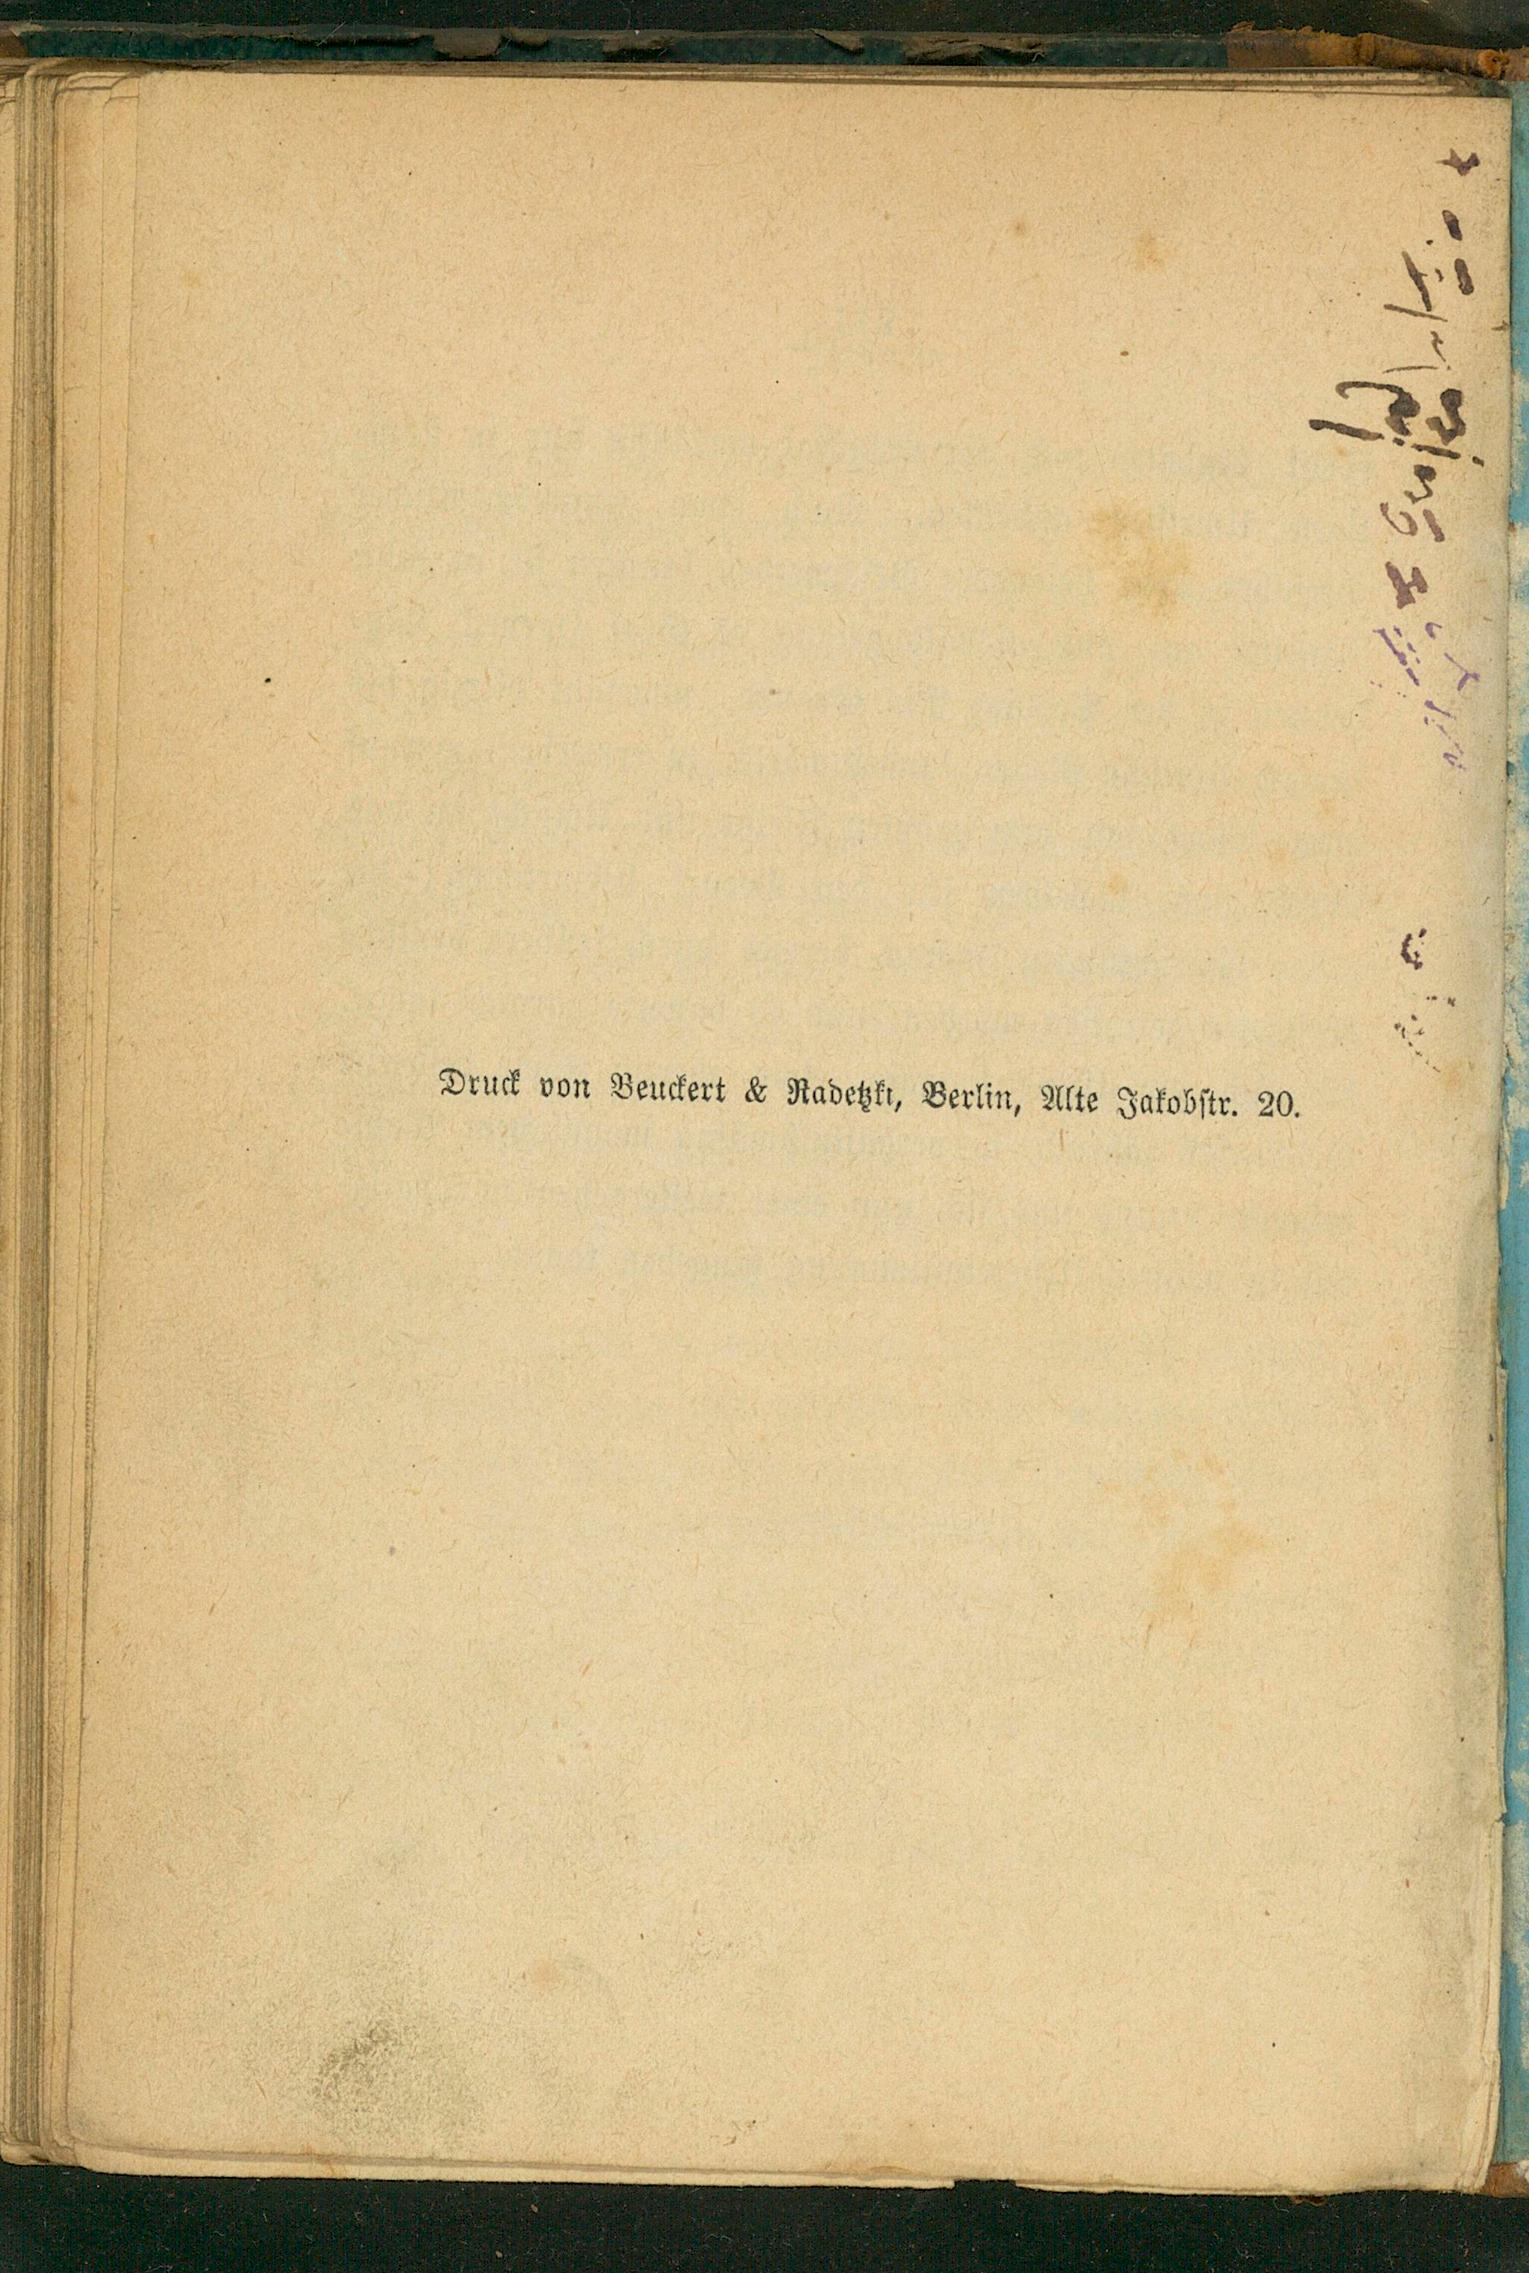 Druck von Beuckert & Radetzki, Berlin, Alte Jakobstr. 20.